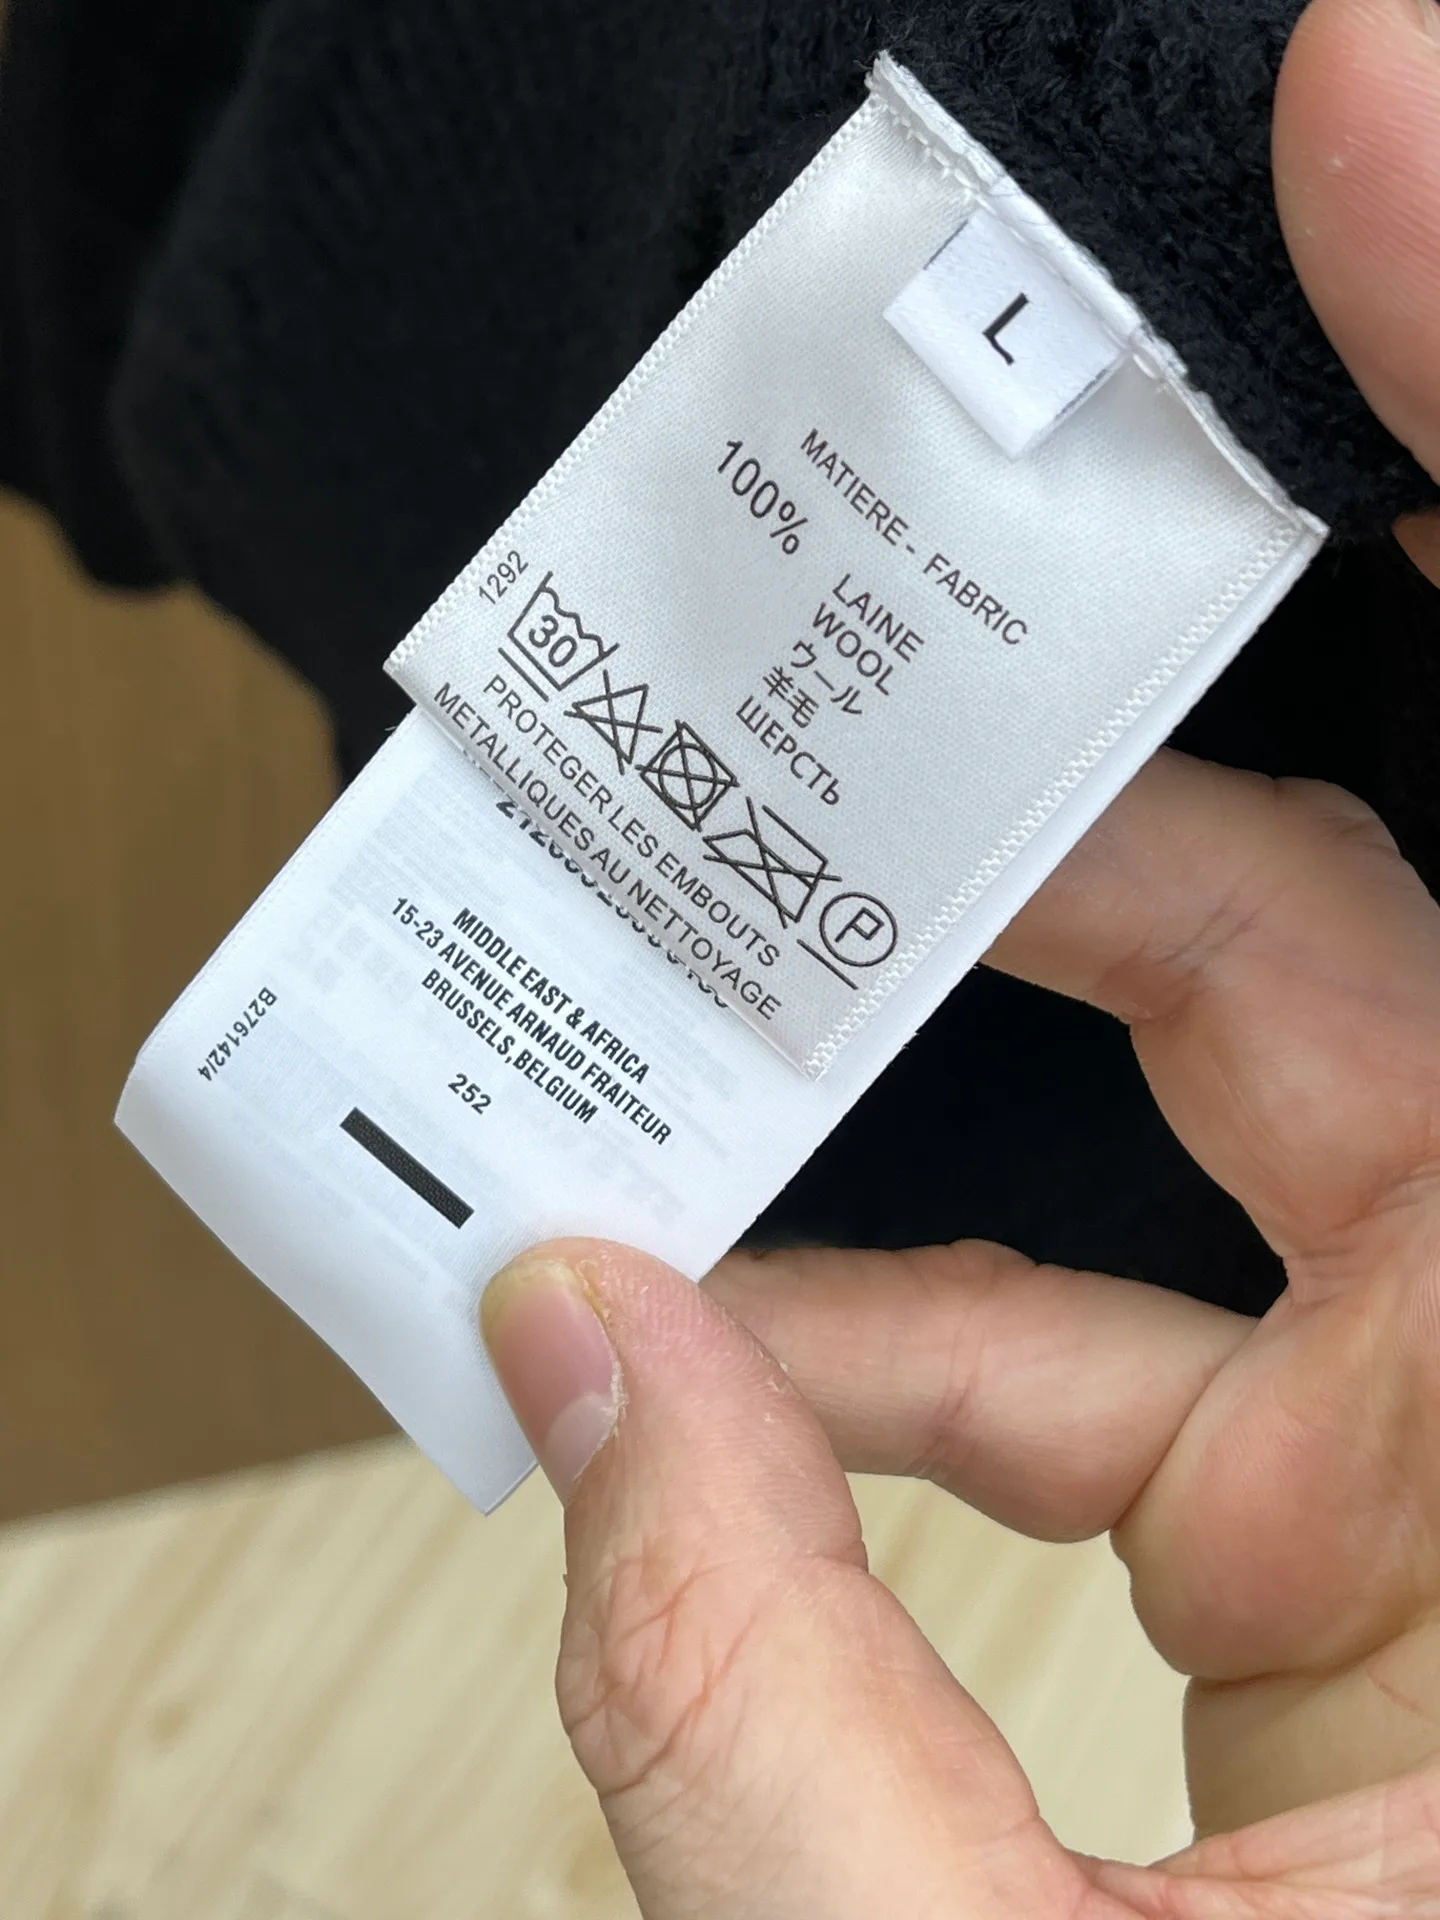 L
MATIERE - FABRIC
100%
LAINE
WOOL
ウール
羊毛
ШЕРСТЬ
1292
30
P
PROTEGER LES EMBOUTS
METALLIQUES AU NETTOYAGE
MIDDLE EAST & AFRICA
15-23 AVENUE ARNAUD FRAITEUR
BRUSSELS, BELGIUM
252
B276142/4